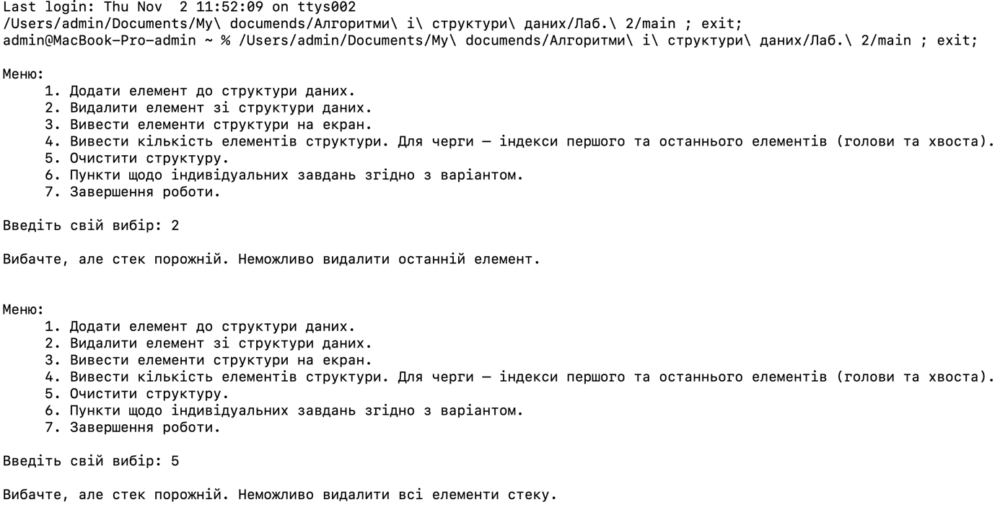 Last login: Thu Nov  2 11:52:09 on ttys002
/Users/admin/Documents/My\ documends/Алгоритми\ і\ структури\ даних/Лаб.\ 2/main ; exit;
admin@MacBook-Pro-admin ~ % /Users/admin/Documents/My\ documends/Алгоритми\ і\ структури\ даних/Лаб.\ 2/main ; exit;

Меню:
     1. Додати елемент до структури даних.
     2. Видалити елемент зі структури даних.
     3. Вивести елементи структури на екран.
     4. Вивести кількість елементів структури. Для черги – індекси першого та останнього елементів (голови та хвоста).
     5. Очистити структуру.
     6. Пункти щодо індивідуальних завдань згідно з варіантом.
     7. Завершення роботи.

Введіть свій вибір: 2

Вибачте, але стек порожній. Неможливо видалити останній елемент.


Меню:
     1. Додати елемент до структури даних.
     2. Видалити елемент зі структури даних.
     3. Вивести елементи структури на екран.
     4. Вивести кількість елементів структури. Для черги – індекси першого та останнього елементів (голови та хвоста).
     5. Очистити структуру.
     6. Пункти щодо індивідуальних завдань згідно з варіантом.
     7. Завершення роботи.

Введіть свій вибір: 5

Вибачте, але стек порожній. Неможливо видалити всі елементи стеку.